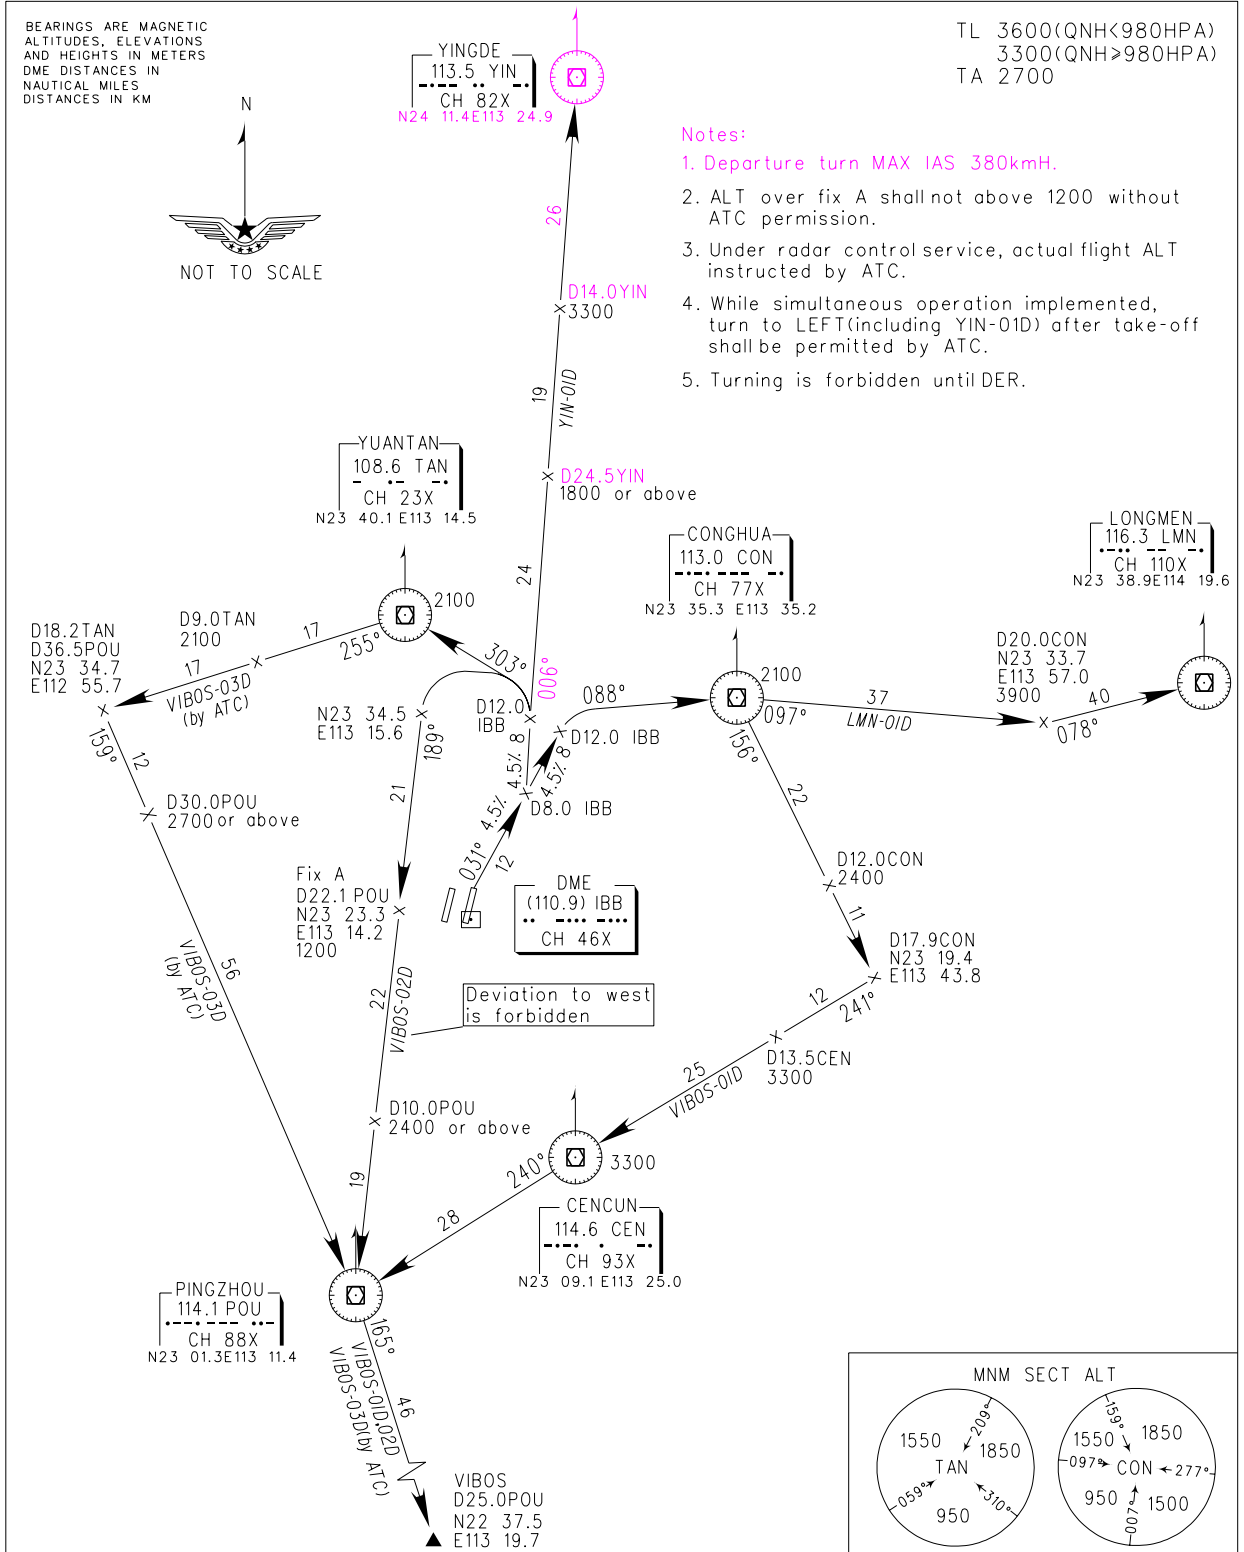 BEARINGS ARE MAGNETIC
ALTITUDES, ELEVATIONS
AND HEIGHTS IN METERS
DME DISTANCES IN
NAUTICAL MILES
DISTANCES IN KM
N
NOT TO SCALE
TL 3600(QNH<980HPA)
3300(QNH≥980HPA)
TA 2700
YINGDE
113.5 YIN
CH 82X
N24 11.4E113 24.9
Notes:
1. Departure turn MAX IAS 380kmH.
2. ALT over fix A shall not above 1200 without
ATC permission.
3. Under radar control service, actual flight ALT
instructed by ATC.
4. While simultaneous operation implemented,
turn to LEFT(including YIN-01D) after take-off
shall be permitted by ATC.
5. Turning is forbidden until DER.
26
D14.0YIN
3300
19
YIN-01D
D24.5YIN
1800 or above
24
006°
YUANTAN
108.6 TAN
CH 23X
N23 40.1 E113 14.5
2100
CONGHUA
113.0 CON
CH 77X
N23 35.3 E113 35.2
2100
LONGMEN
116.3 LMN
CH 110X
N23 38.9E114 19.6
D18.2TAN
D36.5POU
N23 34.7
E112 55.7
D9.0TAN
2100
17
255°
17
VIBOS-03D
(by ATC)
303°
D12.0
IBB
088°
D12.0 IBB
097°
37
LMN-01D
D20.0CON
N23 33.7
E113 57.0
3900
40
078°
N23 34.5
E113 15.6
189°
21
4.5% 8
4.5% 8
D8.0 IBB
031° 4.5%
12
156°
22
159°
12
D30.0POU
2700 or above
Fix A
D22.1 POU
N23 23.3
E113 14.2
1200
DME
(110.9) IBB
CH 46X
D12.0CON
2400
11
D17.9CON
N23 19.4
E113 43.8
56
VIBOS-03D
(by ATC)
22
VIBOS-02D
Deviation to west
is forbidden
12
241°
D13.5CEN
3300
25
VIBOS-01D
D10.0POU
2400 or above
19
240°
3300
28
CENCUN
114.6 CEN
CH 93X
N23 09.1 E113 25.0
PINGZHOU
114.1 POU
CH 88X
N23 01.3E113 11.4
165°
46
VIBOS-01D,02D
VIBOS-03D(by ATC)
VIBOS
D25.0POU
N22 37.5
E113 19.7
MNM SECT ALT
1550
209°
1850
TAN
059°
310°
950
159°
1550
1850
097°
CON
277°
950
007°
1500